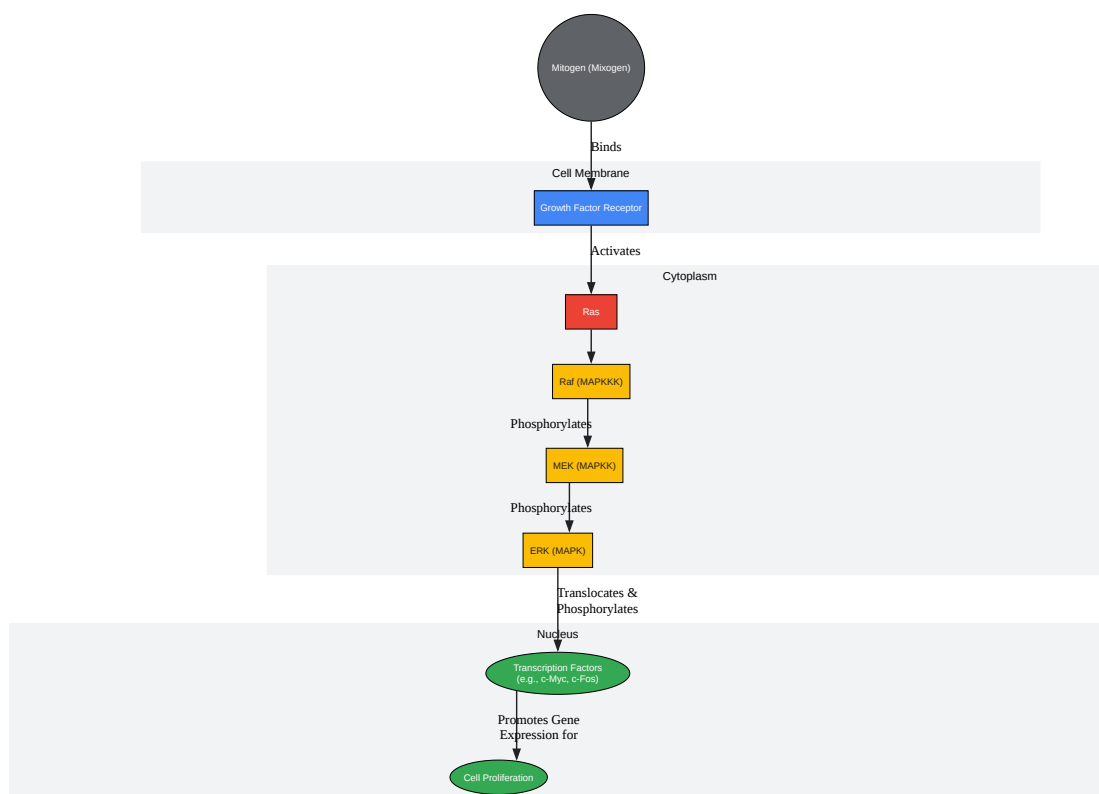 Mitogen (Mixogen)
Binds
Cell Membrane
Growth Factor Receptor
Activates
Cytoplasm
Ras
Raf (MAPKKK)
Phosphorylates
MEK (MAPKK)
Phosphorylates
ERK (MAPK)
Translocates &
Phosphorylates
Nucleus
Transcription Factors
(e.g., c-Myc, c-Fos)
Promotes Gene
Expression for
Cell Proliferation